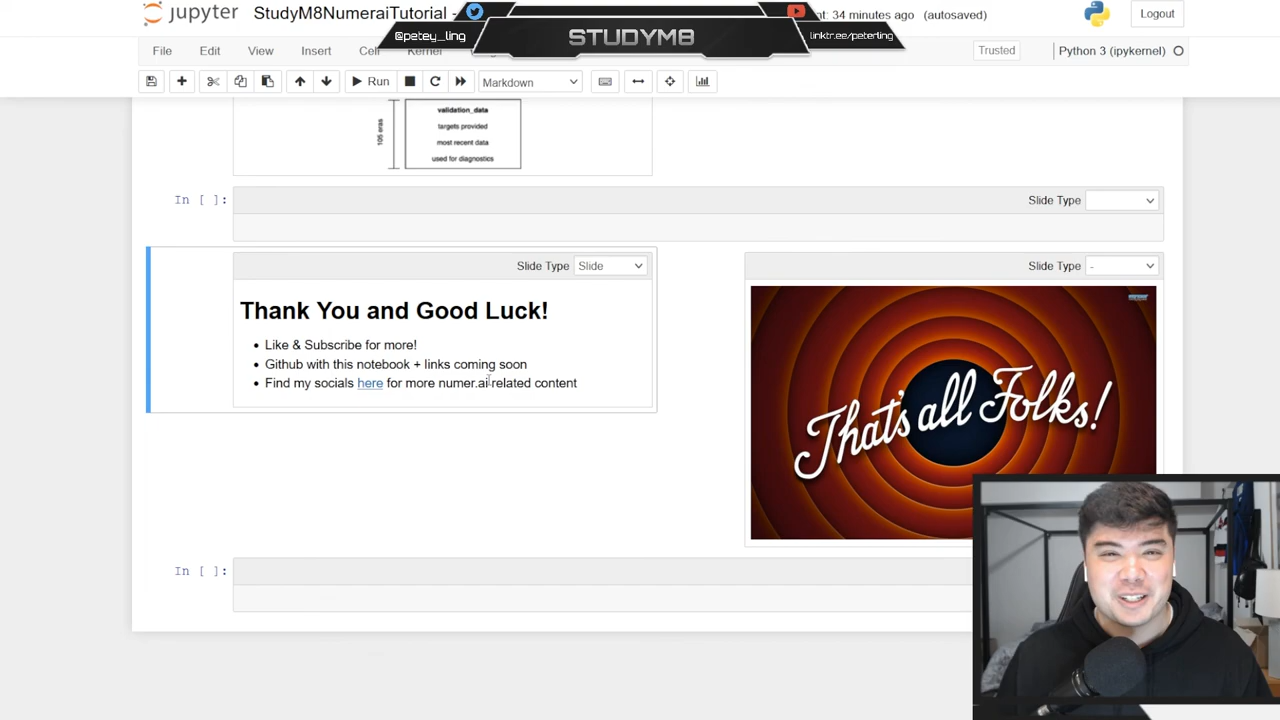 jupyter StudyM8NumeraiTutorial - nt: 34 minutes ago (autosaved) Logout
@petey_ling STUDYM8 linktr.ee/peterling
File Edit View Insert Cell Trusted Python 3 (ipykernel)
Run Markdown
105 eras
validation_data
targets provided
most recent data
used for diagnostics
In [ ]: Slide Type
Slide Type Slide Slide Type -
Thank You and Good Luck!
Like & Subscribe for more!
Github with this notebook + links coming soon
Find my socials here for more numer.ai related content
That's all Folks!
In [ ]: